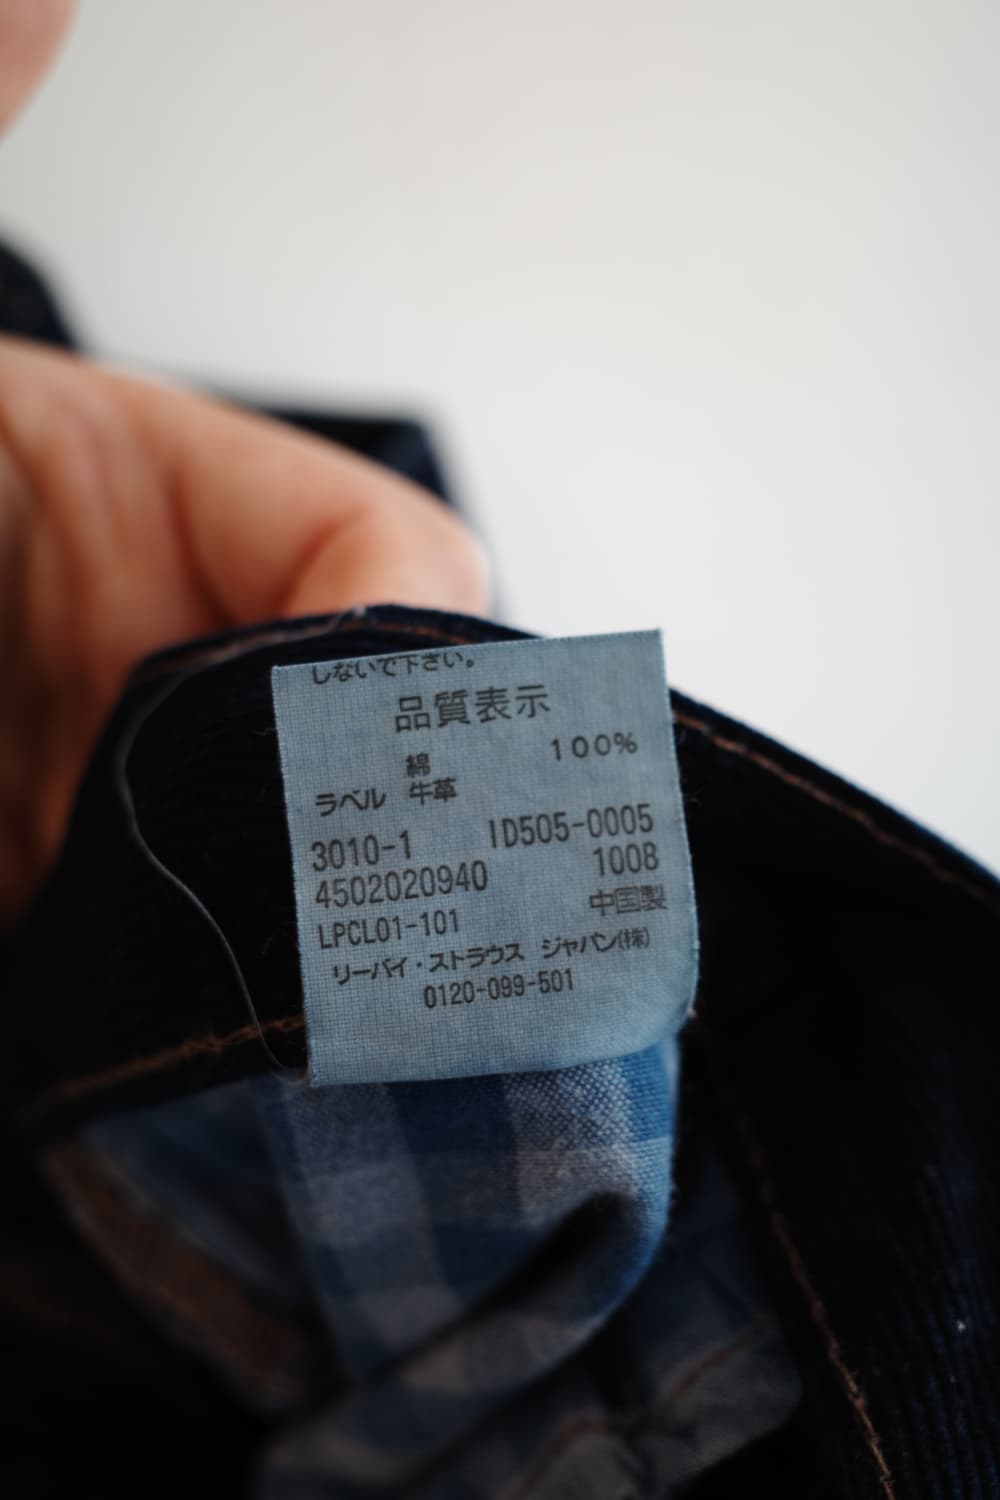 しないで下さい。
品質表示
綿 100%
ラベル 牛革
3010-1 ID505-0005
4502020940 1008
LPCL01-101 中国製
リーバイ・ストラウス ジャパン(株)
0120-099-501